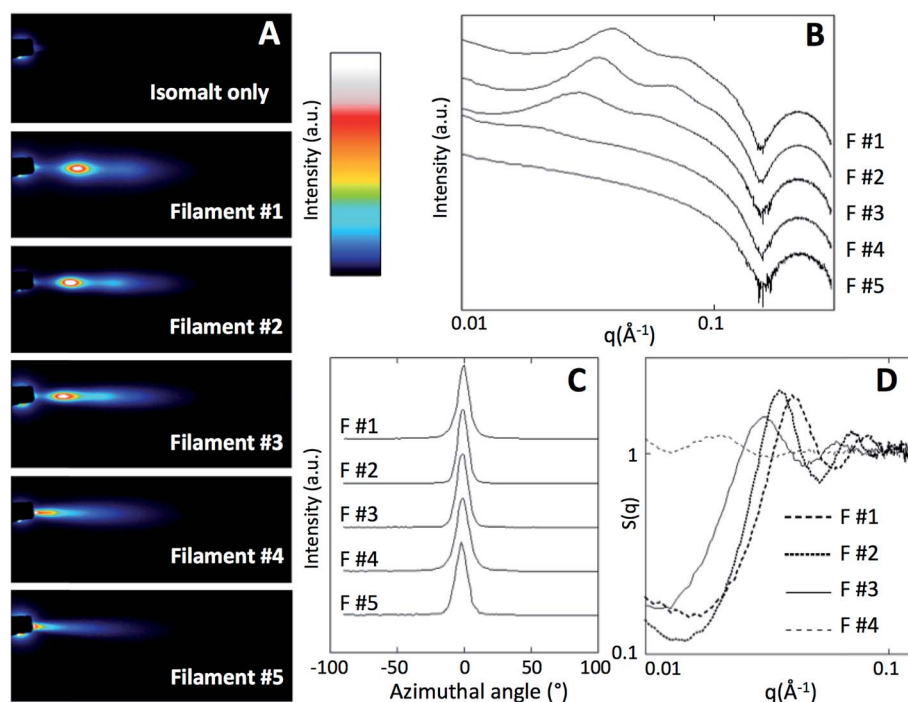 A
Isomalt only
Filament #1
Filament #2
Filament #3
Filament #4
Filament #5
Intensity (a.u.)
B
Intensity (a.u.)
F #1
F #2
F #3
F #4
F #5
0.01 0.1
q(Å⁻¹)
C
Intensity (a.u.)
F #1
F #2
F #3
F #4
F #5
-100 -50 0 50 100
Azimuthal angle (°)
D
S(q)
1
0.1
F #1
F #2
F #3
F #4
0.01 0.1
q(Å⁻¹)